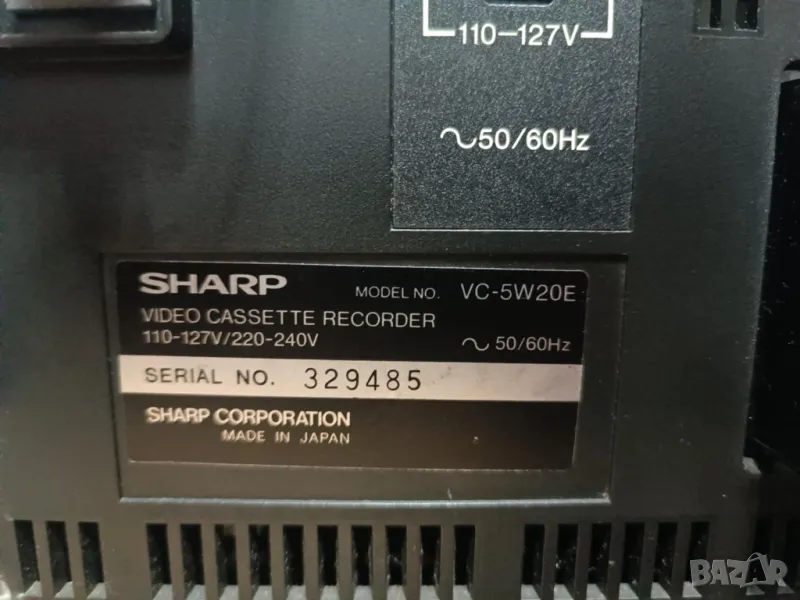 110-127V
～50/60Hz
SHARP MODEL NO. VC-5W20E
VIDEO CASSETTE RECORDER
110-127V/220-240V ～ 50/60Hz
SERIAL NO. 329485
SHARP CORPORATION
MADE IN JAPAN
BAZAR